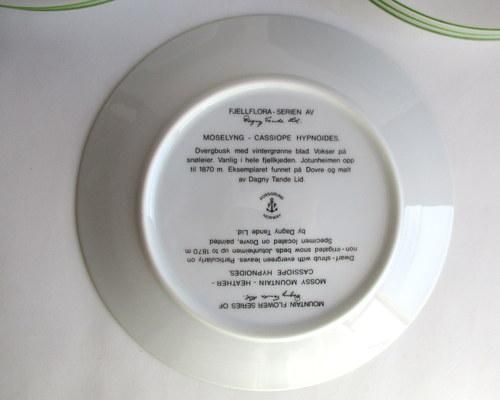 FJELLFLORA - SERIEN AV
Dagny Tande Lid.
MOSELYNG - CASSIOPE HYPNOIDES.
Dvergbusk med vintergrønne blad. Vokser på
snøleier. Vanlig i hele fjellkjeden. Jotunheimen opp
til 1870 m. Eksemplaret funnet på Dovre og malt
av Dagny Tande Lid.
PORSGRUND
NORWAY
MOUNTAIN FLOWER SERIES OF
Dagny Tande Lid.
MOSSY MOUNTAIN - HEATHER -
CASSIOPE HYPNOIDES.
Dwarf - shrub with evergreen leaves. Particularly on
non - irrigated snow beds. Jotunheimen up to 1870 m
Specimen located on Dovre, painted
by Dagny Tande Lid.